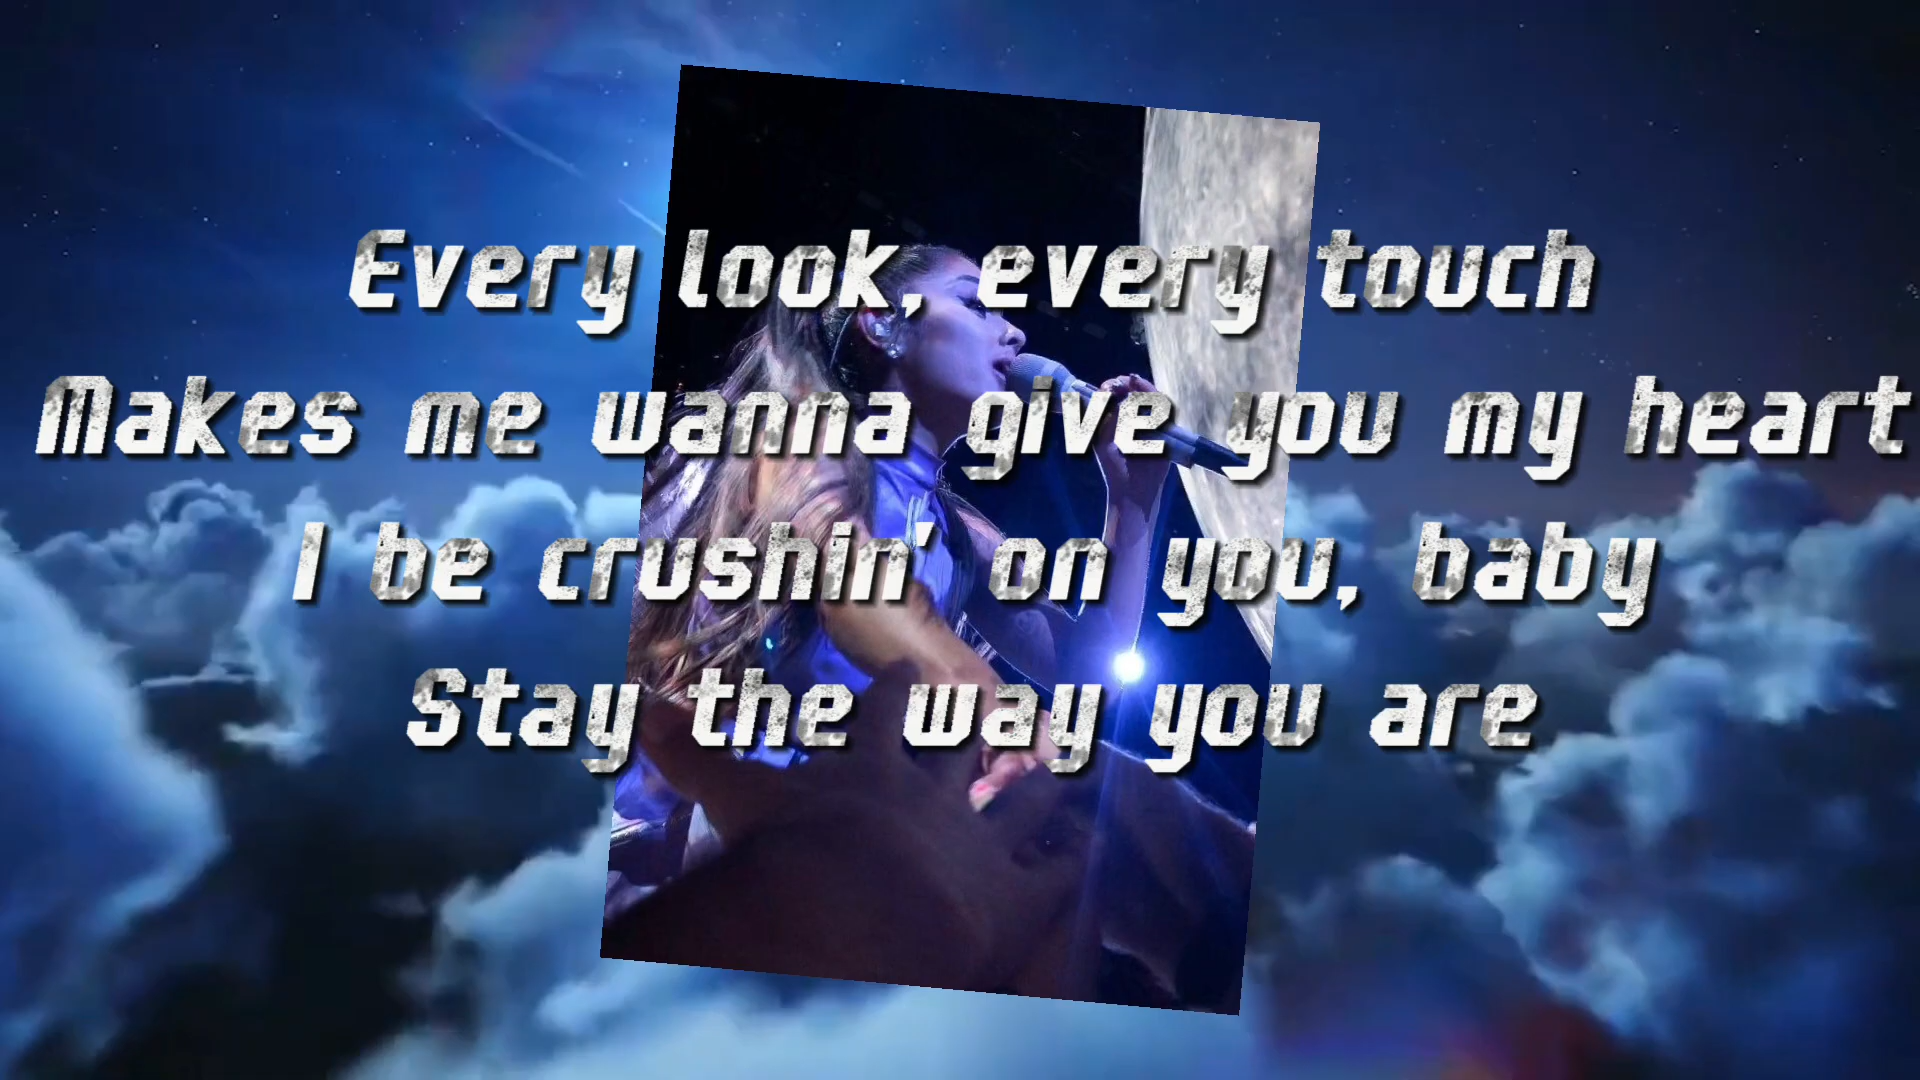 Every look, every touch
Makes me wanna give you my heart
I be crushin' on you, baby
Stay the way you are